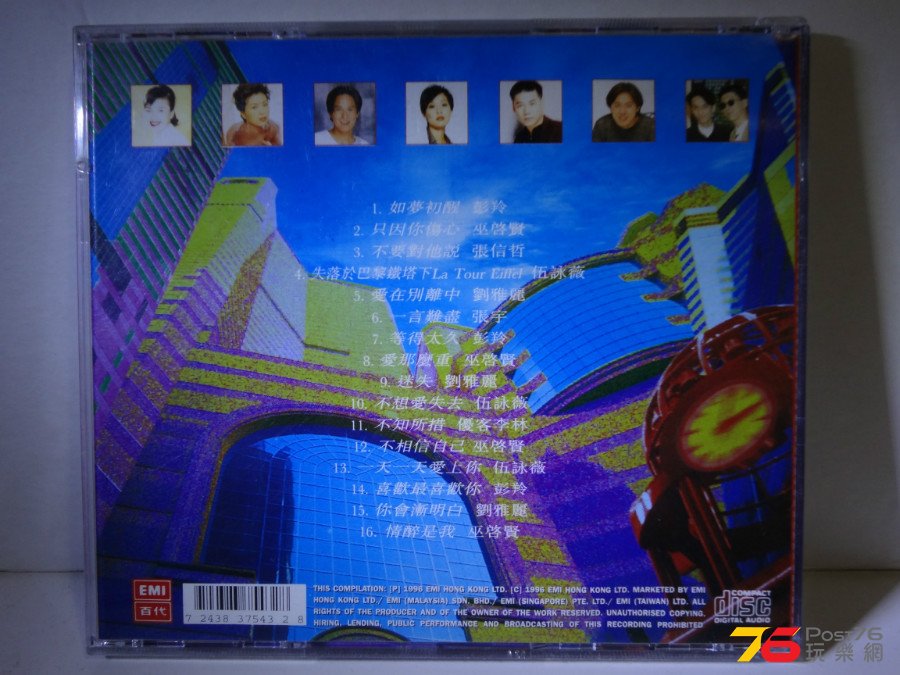 1. 如夢初醒 彭羚
2. 只因你傷心 巫啓賢
3. 不要對他說 張信哲
4. 失落於巴黎鐵塔下La Tour Eiffel 伍詠薇
5. 愛在別離中 劉雅麗
6. 一言難盡 張宇
7. 等得太久 彭羚
8. 愛那麼重 巫啓賢
9. 迷失 劉雅麗
10. 不想愛失去 伍詠薇
11. 不知所措 優客李林
12. 不相信自己 巫啓賢
13. 一天一天愛上你 伍詠薇
14. 喜歡最喜歡你 彭羚
15. 你會漸明白 劉雅麗
16. 情醉是我 巫啓賢
EMI
百代
7 24383 75432 8
THIS COMPILATION: [P] 1996 EMI HONG KONG LTD. [C] 1996 EMI HONG KONG LTD. MARKETED BY EMI
HONG KONG LTD./ EMI (MALAYSIA) SDN. BHD./ EMI (SINGAPORE) PTE. LTD./ EMI (TAIWAN) LTD. ALL
RIGHTS OF THE PRODUCER AND OF THE OWNER OF THE WORK RESERVED. UNAUTHORISED COPYING,
HIRING, LENDING, PUBLIC PERFORMANCE AND BROADCASTING OF THIS RECORDING PROHIBITED
COMPACT
disc
DIGITAL AUDIO
76 Post76
玩樂網